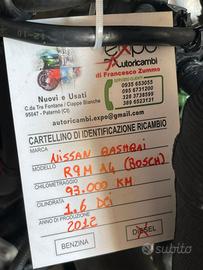 expo
Autoricambi
di Francesco Zummo
Nuovi e Usati
C.da Tre Fontane / Ciappe Bianche
95047 - Paternò (Ct)
0935 653055
095 6731200
328 3738599
389 6523121
autoricambi.expo@gmail.com
CARTELLINO DI IDENTIFICAZIONE RICAMBIO
MARCA
NISSAN QASHQAI
MODELLO
R9M A4 (BOSCH)
CHILOMETRAGGIO
97.000 KM
CILINDRATA
1.6 DCI
ANNO DI PRODUZIONE
2012
BENZINA
DIESEL
subito